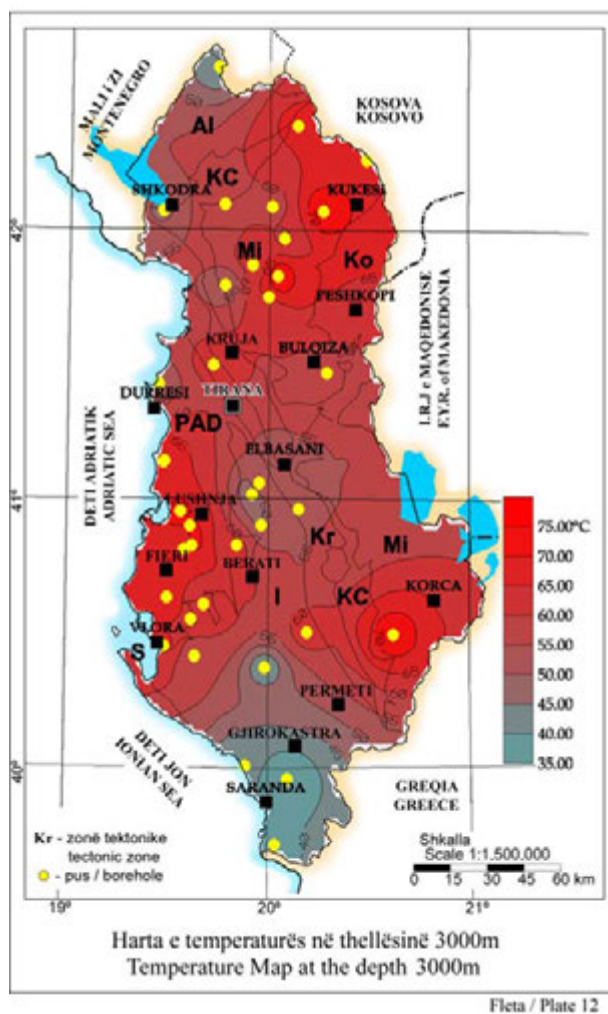 MALI i ZI
MONTENEGRO
KOSOVA
KOSOVO
Al
KC
SHKODRA
KUKESI
42°
Mi
Ko
PESHKOPI
KRUJA
BULQIZA
I.R.J e MAQEDONISE
F.Y.R. of MAKEDONIA
DURRESI
TIRANA
PAD
DETI ADRIATIK
ADRIATIC SEA
ELBASANI
41°
LUSHNJA
Kr
Mi
75.00°C
70.00
65.00
60.00
55.00
50.00
45.00
40.00
35.00
FIERI
BERATI
I
KC
KORCA
VLORA
S
PERMETI
GJIROKASTRA
DETI JON
IONIAN SEA
40°
SARANDA
GREQIA
GREECE
Kr - zonë tektonike
tectonic zone
pus / borehole
Shkalla
Scale 1:1,500,000
0 15 30 45 60 km
19° 20° 21°
Harta e temperaturës në thellësinë 3000m
Temperature Map at the depth 3000m
Fleta / Plate 12